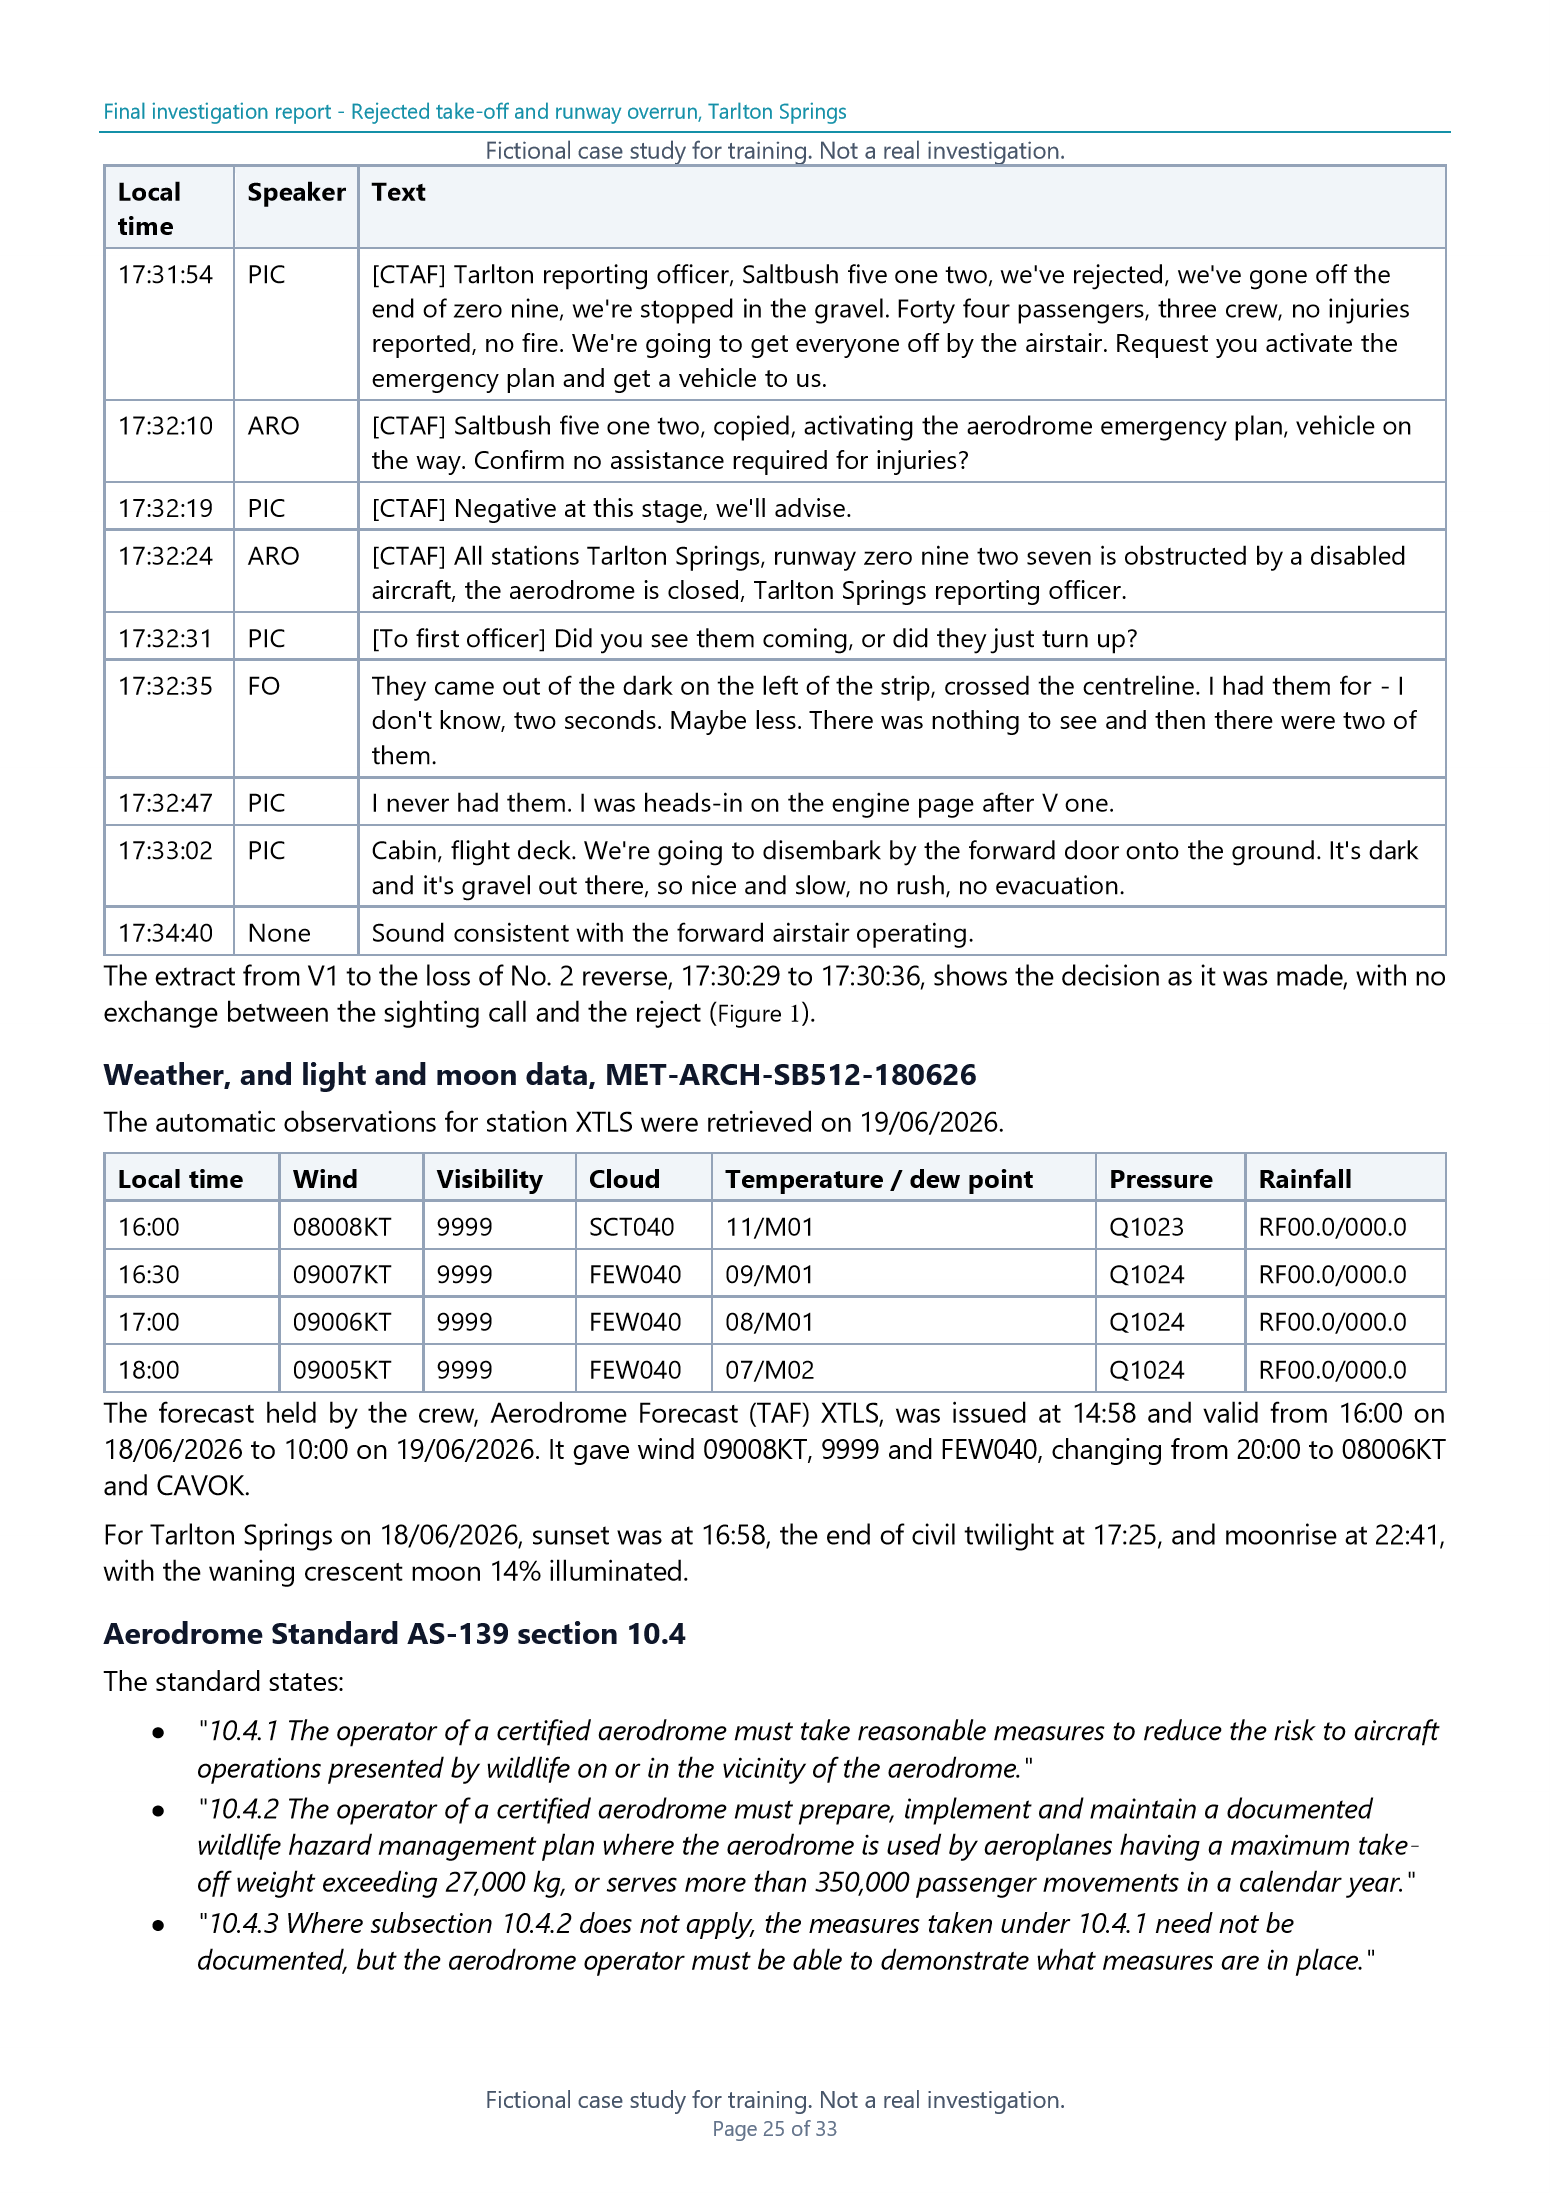 Final investigation report - Rejected take-off and runway overrun, Tarlton Springs
Fictional case study for training. Not a real investigation.
Local time Speaker Text
17:31:54 PIC [CTAF] Tarlton reporting officer, Saltbush five one two, we've rejected, we've gone off the
end of zero nine, we're stopped in the gravel. Forty four passengers, three crew, no injuries
reported, no fire. We're going to get everyone off by the airstair. Request you activate the
emergency plan and get a vehicle to us.
17:32:10 ARO [CTAF] Saltbush five one two, copied, activating the aerodrome emergency plan, vehicle on
the way. Confirm no assistance required for injuries?
17:32:19 PIC [CTAF] Negative at this stage, we'll advise.
17:32:24 ARO [CTAF] All stations Tarlton Springs, runway zero nine two seven is obstructed by a disabled
aircraft, the aerodrome is closed, Tarlton Springs reporting officer.
17:32:31 PIC [To first officer] Did you see them coming, or did they just turn up?
17:32:35 FO They came out of the dark on the left of the strip, crossed the centreline. I had them for - I
don't know, two seconds. Maybe less. There was nothing to see and then there were two of
them.
17:32:47 PIC I never had them. I was heads-in on the engine page after V one.
17:33:02 PIC Cabin, flight deck. We're going to disembark by the forward door onto the ground. It's dark
and it's gravel out there, so nice and slow, no rush, no evacuation.
17:34:40 None Sound consistent with the forward airstair operating.
The extract from V1 to the loss of No. 2 reverse, 17:30:29 to 17:30:36, shows the decision as it was made, with no
exchange between the sighting call and the reject (Figure 1).
Weather, and light and moon data, MET-ARCH-SB512-180626
The automatic observations for station XTLS were retrieved on 19/06/2026.
Local time Wind Visibility Cloud Temperature / dew point Pressure Rainfall
16:00 08008KT 9999 SCT040 11/M01 Q1023 RF00.0/000.0
16:30 09007KT 9999 FEW040 09/M01 Q1024 RF00.0/000.0
17:00 09006KT 9999 FEW040 08/M01 Q1024 RF00.0/000.0
18:00 09005KT 9999 FEW040 07/M02 Q1024 RF00.0/000.0
The forecast held by the crew, Aerodrome Forecast (TAF) XTLS, was issued at 14:58 and valid from 16:00 on
18/06/2026 to 10:00 on 19/06/2026. It gave wind 09008KT, 9999 and FEW040, changing from 20:00 to 08006KT
and CAVOK.
For Tarlton Springs on 18/06/2026, sunset was at 16:58, the end of civil twilight at 17:25, and moonrise at 22:41,
with the waning crescent moon 14% illuminated.
Aerodrome Standard AS-139 section 10.4
The standard states:
● "10.4.1 The operator of a certified aerodrome must take reasonable measures to reduce the risk to aircraft
operations presented by wildlife on or in the vicinity of the aerodrome."
● "10.4.2 The operator of a certified aerodrome must prepare, implement and maintain a documented
wildlife hazard management plan where the aerodrome is used by aeroplanes having a maximum take-
off weight exceeding 27,000 kg, or serves more than 350,000 passenger movements in a calendar year."
● "10.4.3 Where subsection 10.4.2 does not apply, the measures taken under 10.4.1 need not be
documented, but the aerodrome operator must be able to demonstrate what measures are in place."
Fictional case study for training. Not a real investigation.
Page 25 of 33